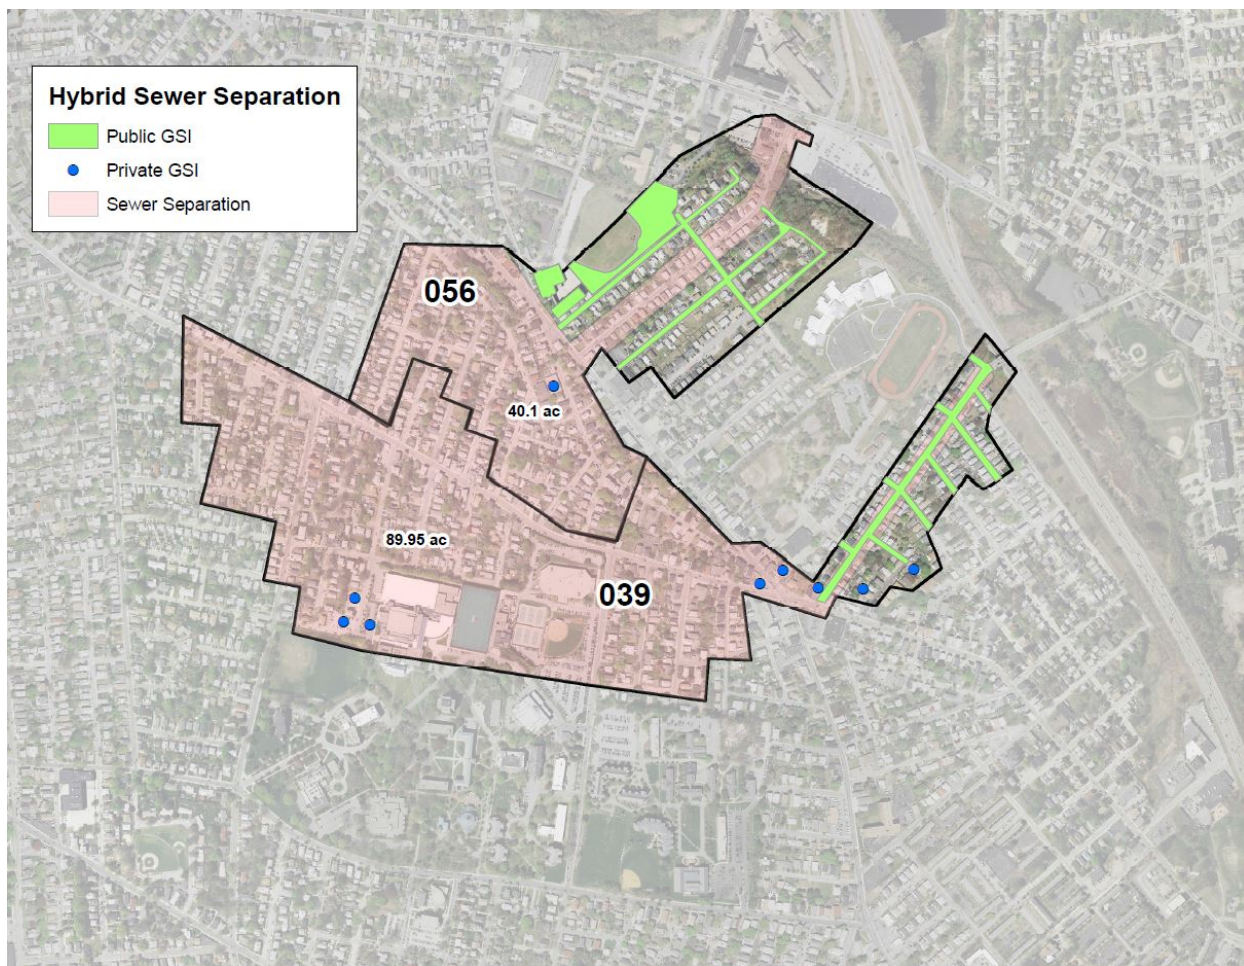 Hybrid Sewer Separation
Public GSI
Private GSI
Sewer Separation
056
40.1 ac
89.95 ac
039